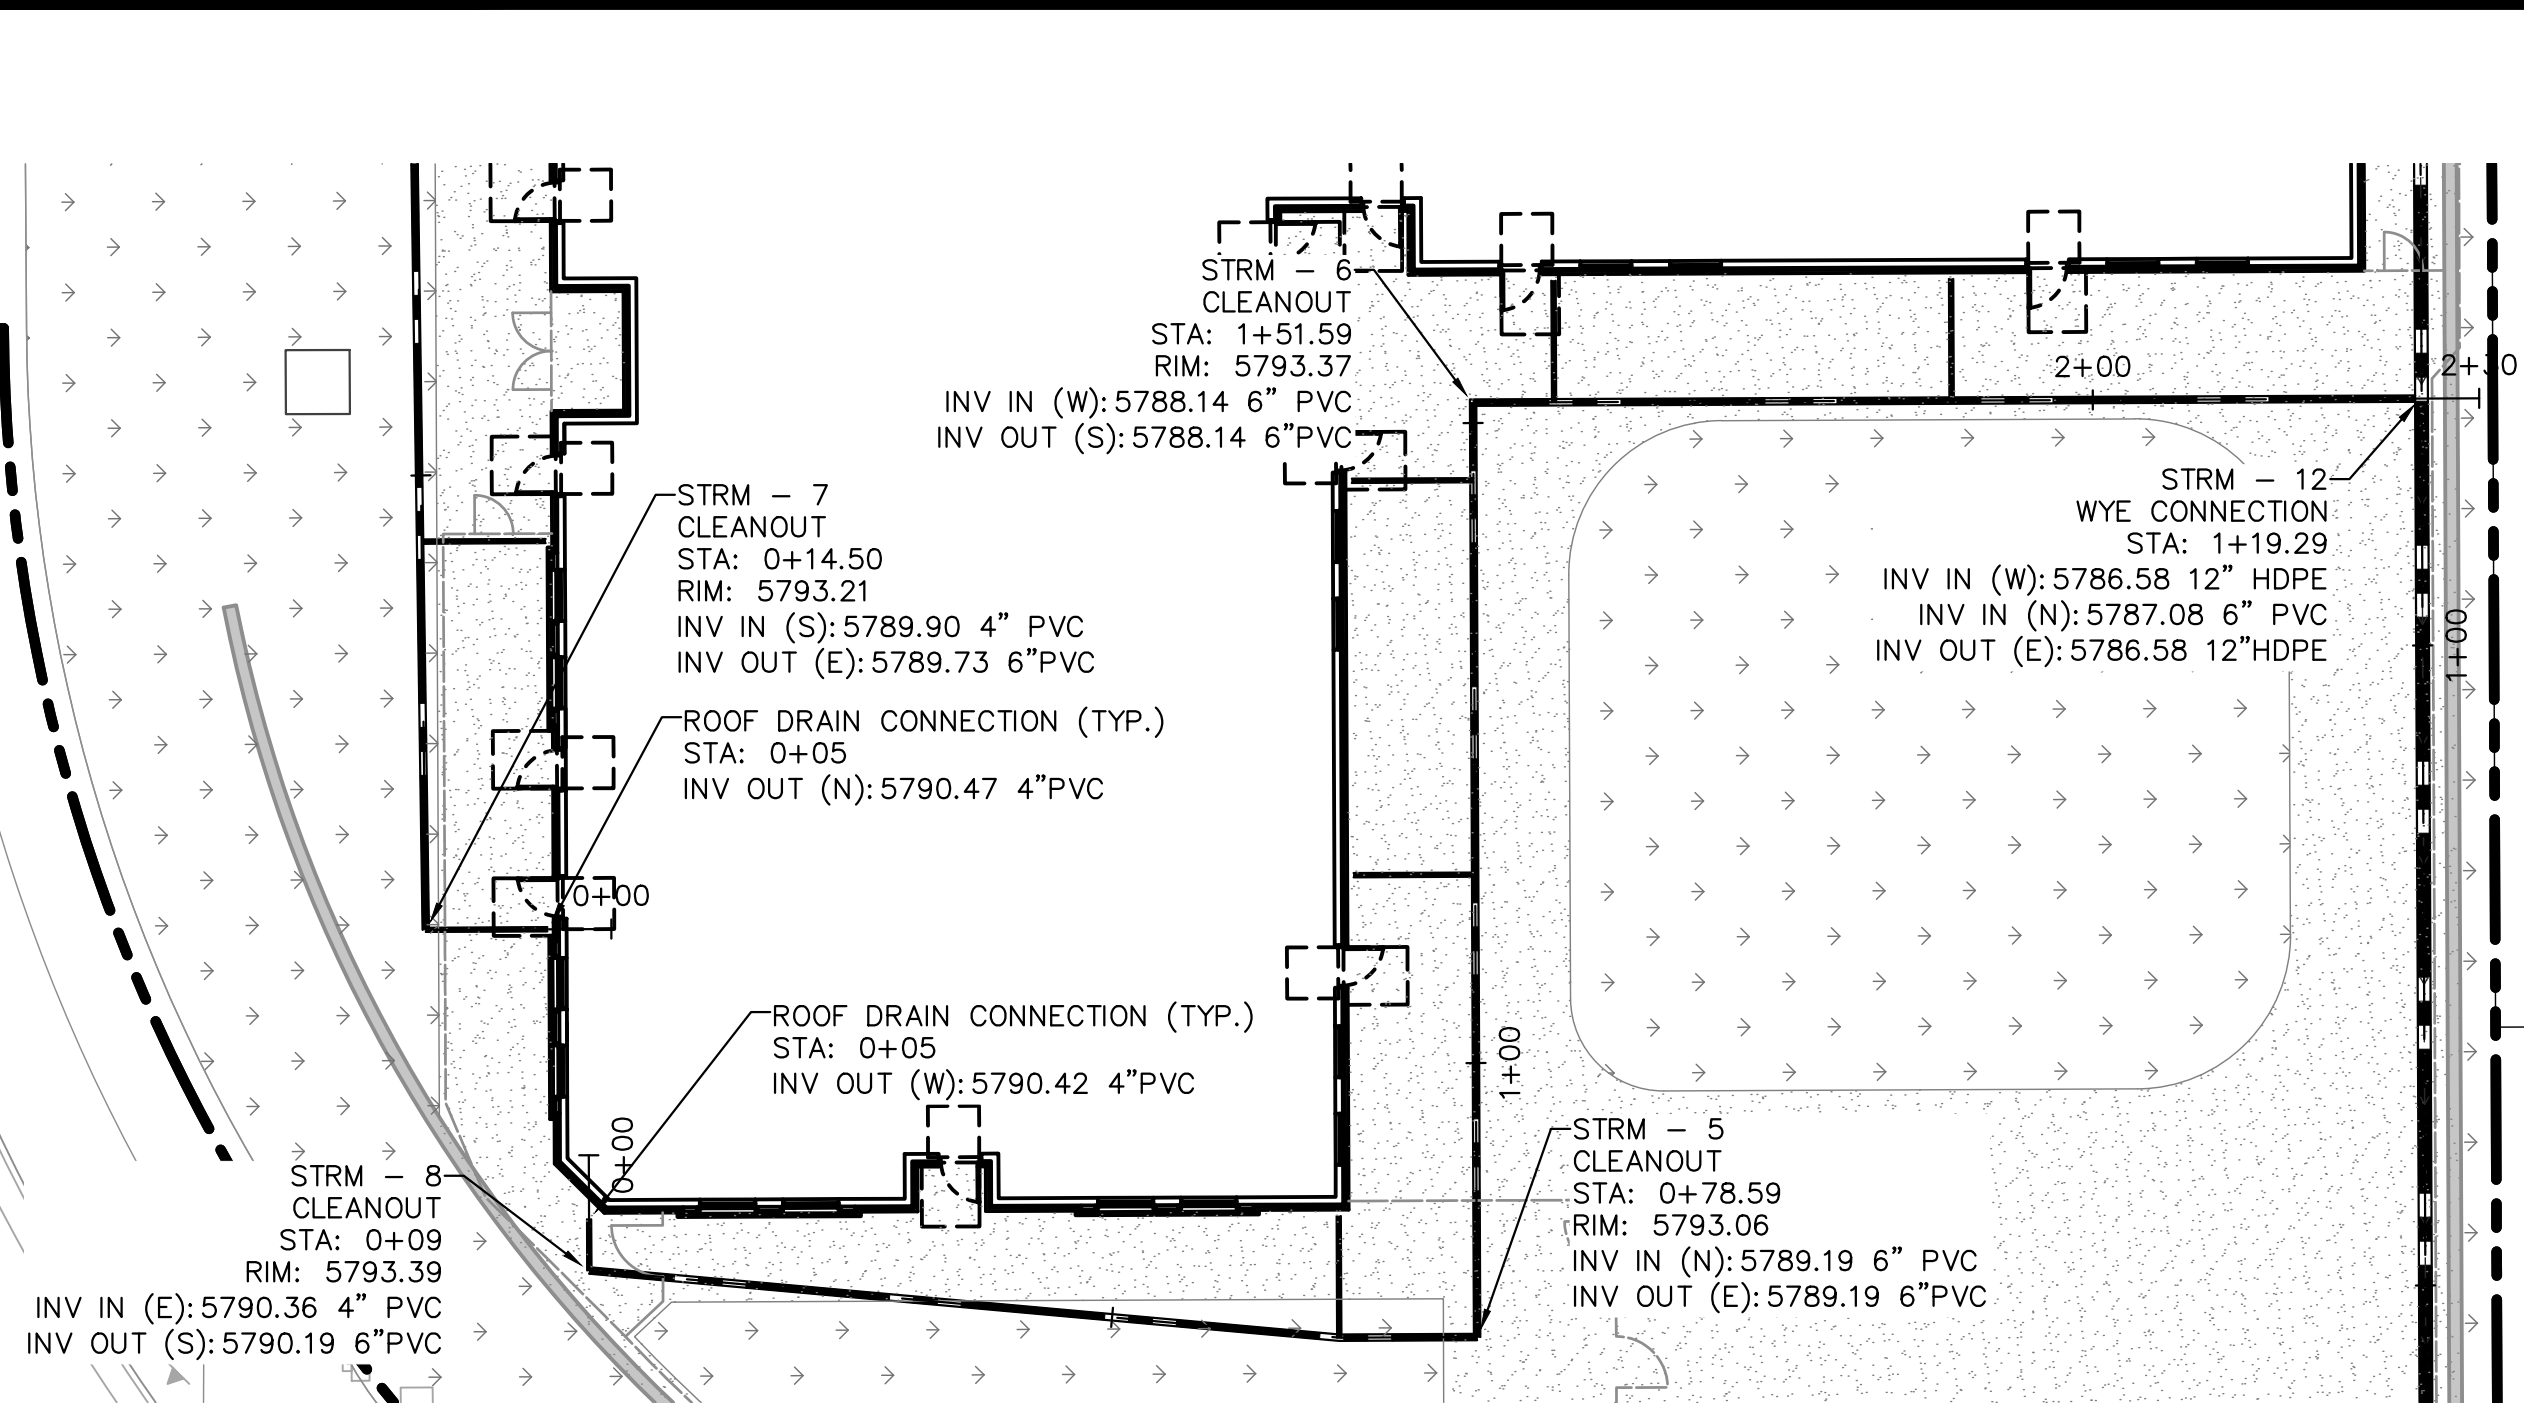 STRM - 6
CLEANOUT
STA: 1+51.59
RIM: 5793.37
INV IN (W): 5788.14 6" PVC
INV OUT (S): 5788.14 6"PVC
2+00
2+30
STRM - 12
WYE CONNECTION
STA: 1+19.29
INV IN (W): 5786.58 12" HDPE
INV IN (N): 5787.08 6" PVC
INV OUT (E): 5786.58 12"HDPE
1+00
STRM - 7
CLEANOUT
STA: 0+14.50
RIM: 5793.21
INV IN (S): 5789.90 4" PVC
INV OUT (E): 5789.73 6"PVC
ROOF DRAIN CONNECTION (TYP.)
STA: 0+05
INV OUT (N): 5790.47 4"PVC
0+00
ROOF DRAIN CONNECTION (TYP.)
STA: 0+05
INV OUT (W): 5790.42 4"PVC
0+00
1+00
STRM - 8
CLEANOUT
STA: 0+09
RIM: 5793.39
INV IN (E): 5790.36 4" PVC
INV OUT (S): 5790.19 6"PVC
STRM - 5
CLEANOUT
STA: 0+78.59
RIM: 5793.06
INV IN (N): 5789.19 6" PVC
INV OUT (E): 5789.19 6"PVC